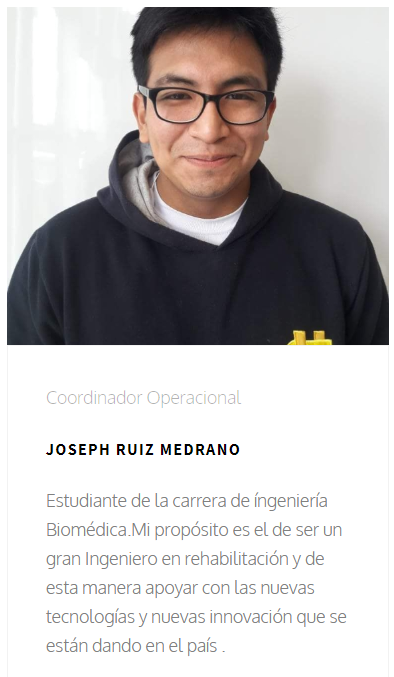 Coordinador Operacional
JOSEPH RUIZ MEDRANO
Estudiante de la carrera de íngeniería
Biomédica.Mi propósito es el de ser un
gran Ingeniero en rehabilitación y de
esta manera apoyar con las nuevas
tecnologías y nuevas innovación que se
están dando en el país .